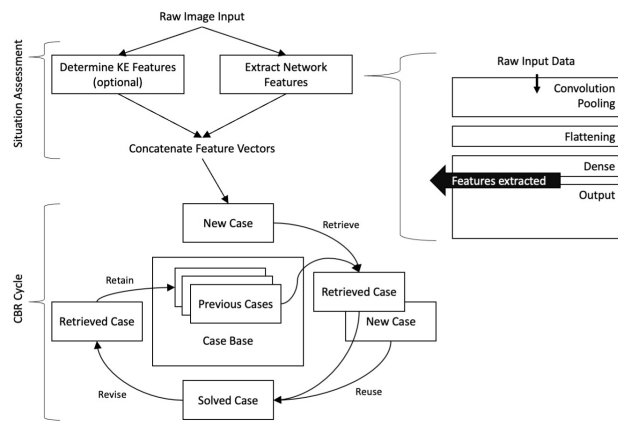 Raw Image Input
Situation Assessment
Determine KE Features
(optional)
Extract Network
Features
Concatenate Feature Vectors
Raw Input Data
Convolution
Pooling
Flattening
Dense
Features extracted
Output
CBR Cycle
New Case
Retrieve
Retain
Previous Cases
Case Base
Retrieved Case
Retrieved Case
New Case
Revise
Solved Case
Reuse